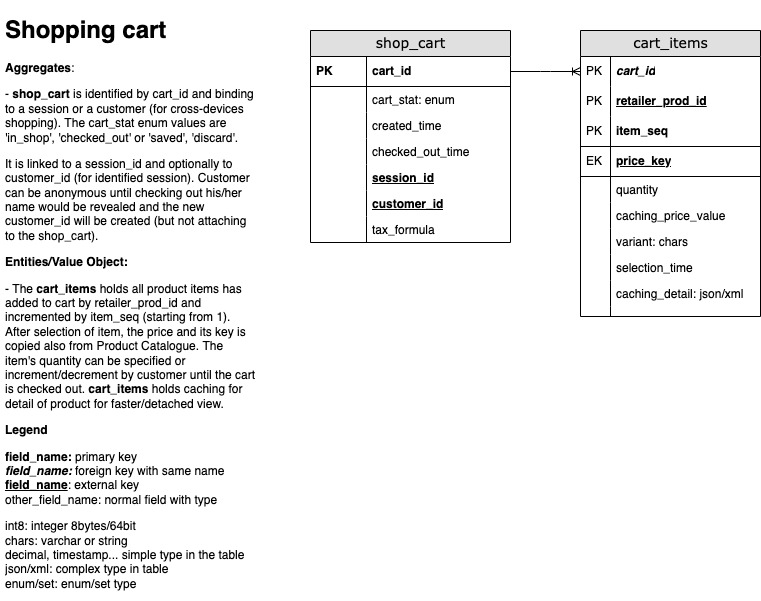 Shopping cart
Aggregates:
- shop_cart is identified by cart_id and binding
to a session or a customer (for cross-devices
shopping). The cart_stat enum values are
'in_shop', 'checked_out' or 'saved', 'discard'.
It is linked to a session_id and optionally to
customer_id (for identified session). Customer
can be anonymous until checking out his/her
name would be revealed and the new
customer_id will be created (but not attaching
to the shop_cart).
Entities/Value Object:
- The cart_items holds all product items has
added to cart by retailer_prod_id and
incremented by item_seq (starting from 1).
After selection of item, the price and its key is
copied also from Product Catalogue. The
item's quantity can be specified or
increment/decrement by customer until the cart
is checked out. cart_items holds caching for
detail of product for faster/detached view.
Legend
field_name: primary key
field_name: foreign key with same name
field_name: external key
other_field_name: normal field with type
int8: integer 8bytes/64bit
chars: varchar or string
decimal, timestamp... simple type in the table
json/xml: complex type in table
enum/set: enum/set type
shop_cart
PK cart_id
cart_stat: enum
created_time
checked_out_time
session_id
customer_id
tax_formula
cart_items
PK cart_id
PK retailer_prod_id
PK item_seq
EK price_key
quantity
caching_price_value
variant: chars
selection_time
caching_detail: json/xml